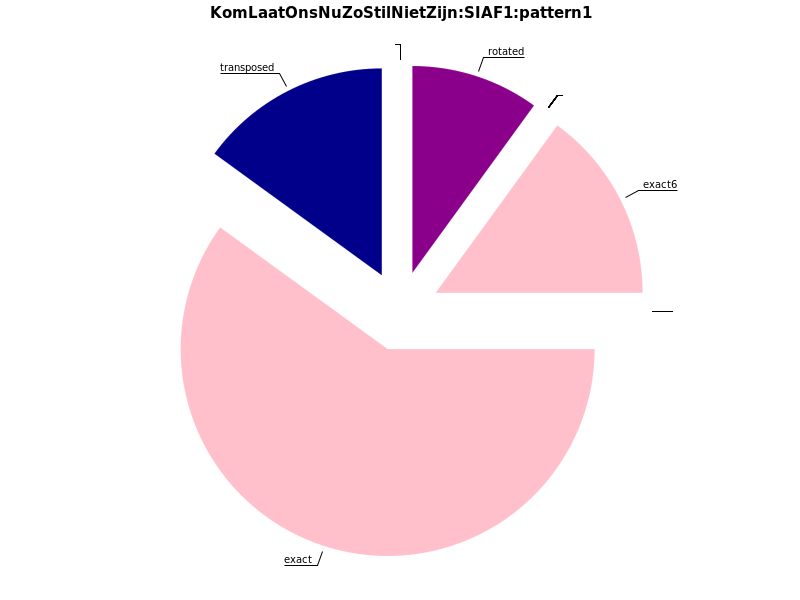 KomLaatOnsNuZoStilNietZijn:SIAF1:pattern1
rotated
transposed
exact6
exact